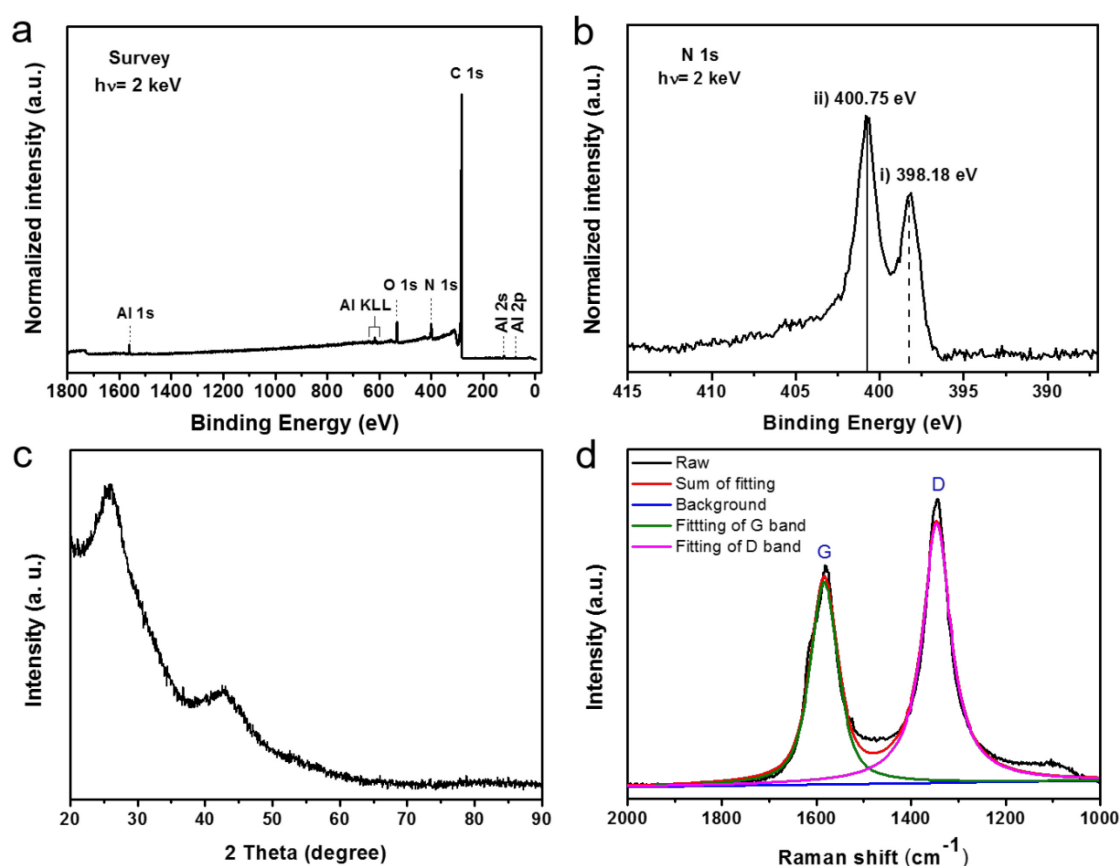 a
Survey
hν= 2 keV
C 1s
Al 1s
Al KLL
O 1s
N 1s
Al 2s
Al 2p
Normalized intensity (a.u.)
1800 1600 1400 1200 1000 800 600 400 200 0
Binding Energy (eV)
b
N 1s
hν= 2 keV
ii) 400.75 eV
i) 398.18 eV
Normalized intensity (a.u.)
415 410 405 400 395 390
Binding Energy (eV)
c
Intensity (a. u.)
20 30 40 50 60 70 80 90
2 Theta (degree)
d
Raw
Sum of fitting
Background
Fittting of G band
Fitting of D band
G
D
Intensity (a.u.)
2000 1800 1600 1400 1200 1000
Raman shift (cm-1)